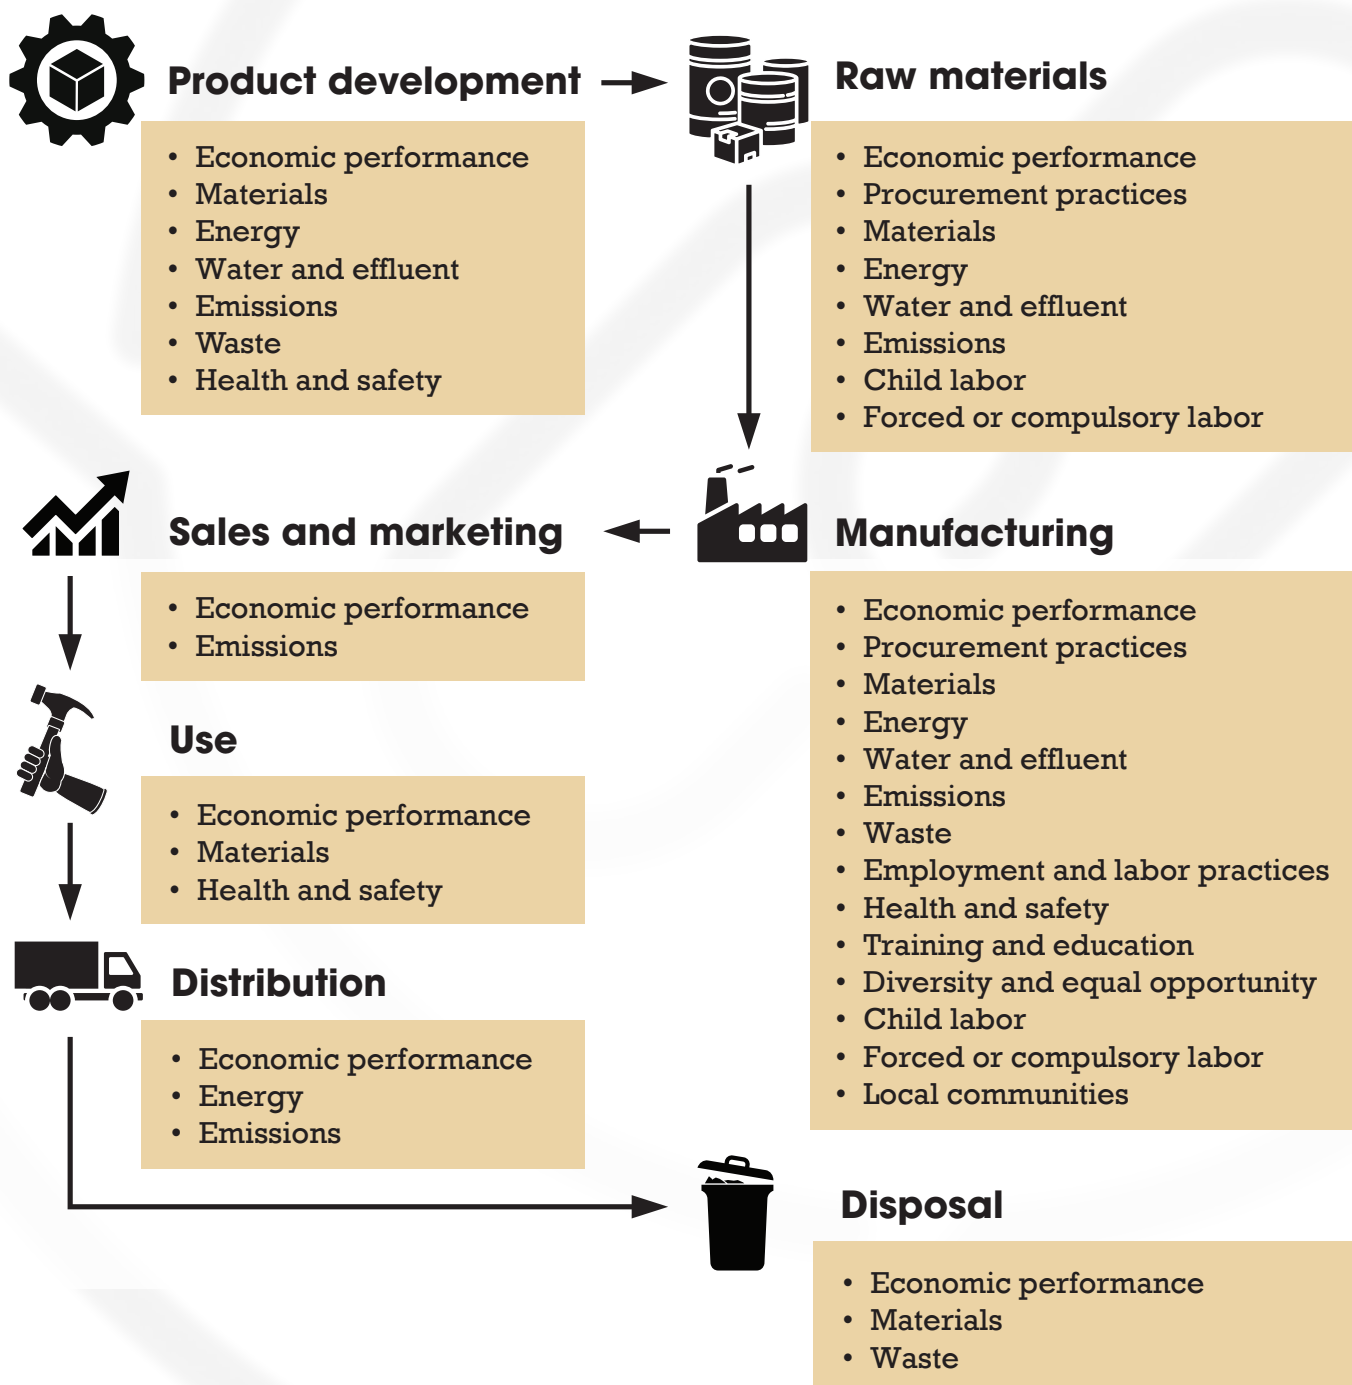 Product development
• Economic performance
• Materials
• Energy
• Water and effluent
• Emissions
• Waste
• Health and safety
Raw materials
• Economic performance
• Procurement practices
• Materials
• Energy
• Water and effluent
• Emissions
• Child labor
• Forced or compulsory labor
Manufacturing
• Economic performance
• Procurement practices
• Materials
• Energy
• Water and effluent
• Emissions
• Waste
• Employment and labor practices
• Health and safety
• Training and education
• Diversity and equal opportunity
• Child labor
• Forced or compulsory labor
• Local communities
Sales and marketing
• Economic performance
• Emissions
Use
• Economic performance
• Materials
• Health and safety
Distribution
• Economic performance
• Energy
• Emissions
Disposal
• Economic performance
• Materials
• Waste